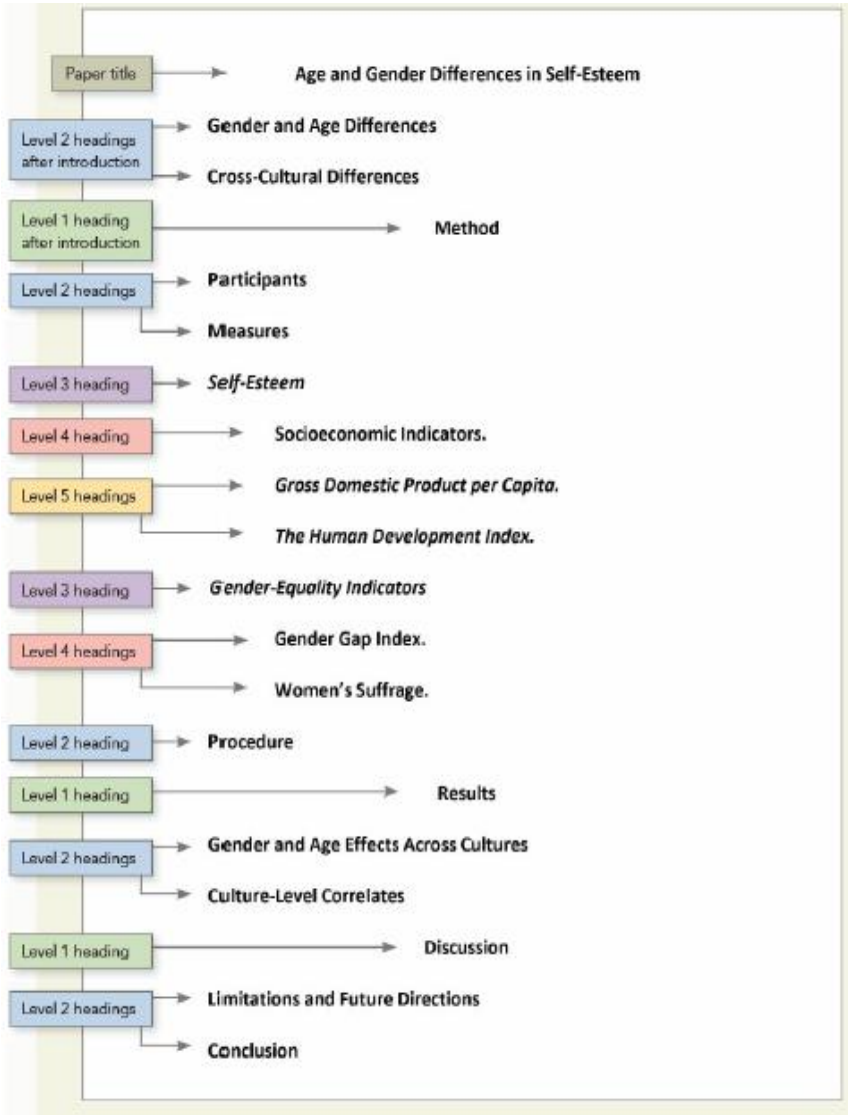 Paper title
Age and Gender Differences in Self-Esteem
Level 2 headings
after introduction
Gender and Age Differences
Cross-Cultural Differences
Level 1 heading
after introduction
Method
Level 2 headings
Participants
Measures
Level 3 heading
Self-Esteem
Level 4 heading
Socioeconomic Indicators.
Level 5 headings
Gross Domestic Product per Capita.
The Human Development Index.
Level 3 heading
Gender-Equality Indicators
Level 4 headings
Gender Gap Index.
Women's Suffrage.
Level 2 heading
Procedure
Level 1 heading
Results
Level 2 headings
Gender and Age Effects Across Cultures
Culture-Level Correlates
Level 1 heading
Discussion
Level 2 headings
Limitations and Future Directions
Conclusion